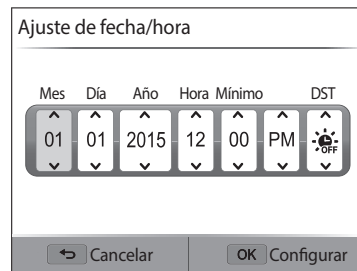 Ajuste de fecha/hora
Mes Día Año Hora Mínimo DST
01 01 2015 12 00 PM OFF
Cancelar OK Configurar